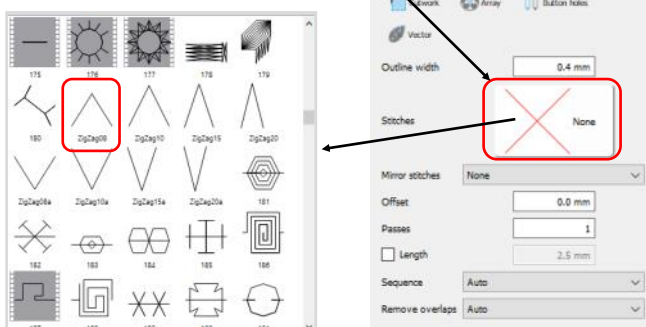 175 176 177 178 179
180 ZigZag08 ZigZag10 ZigZag15 ZigZag20
ZigZag08a ZigZag10a ZigZag15a ZigZag20a 181
182 183 184 185 186
Cutwork Array Button holes
Vector
Outline width 0.4 mm
Stitches None
Mirror stitches None
Offset 0.0 mm
Passes 1
Length 2.5 mm
Sequence Auto
Remove overlaps Auto